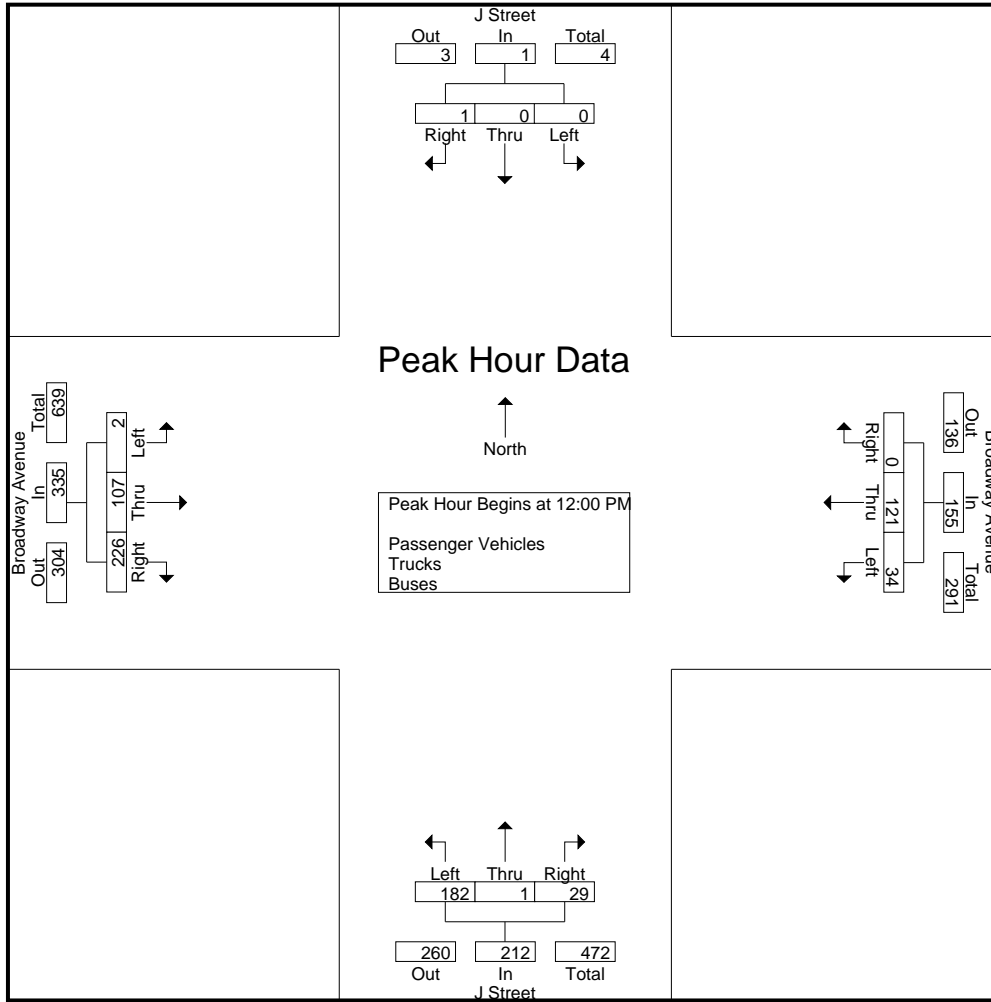 J Street
Out In Total
3 1 4
1 0 0
Right Thru Left
Peak Hour Data
North
Peak Hour Begins at 12:00 PM
Passenger Vehicles
Trucks
Buses
Broadway Avenue
Out In Total
304 335 639
226 107 2
Right Thru Left
Broadway Avenue
Out In Total
136 155 291
0 121 34
Right Thru Left
Left Thru Right
182 1 29
260 212 472
Out In Total
J Street